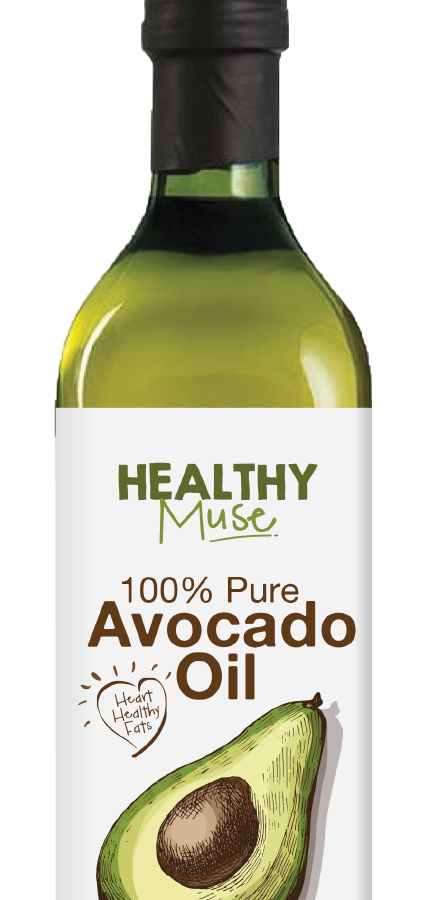 HEALTHY
Muse.
100% Pure
Avocado
Oil
Heart
Healthy
Fats